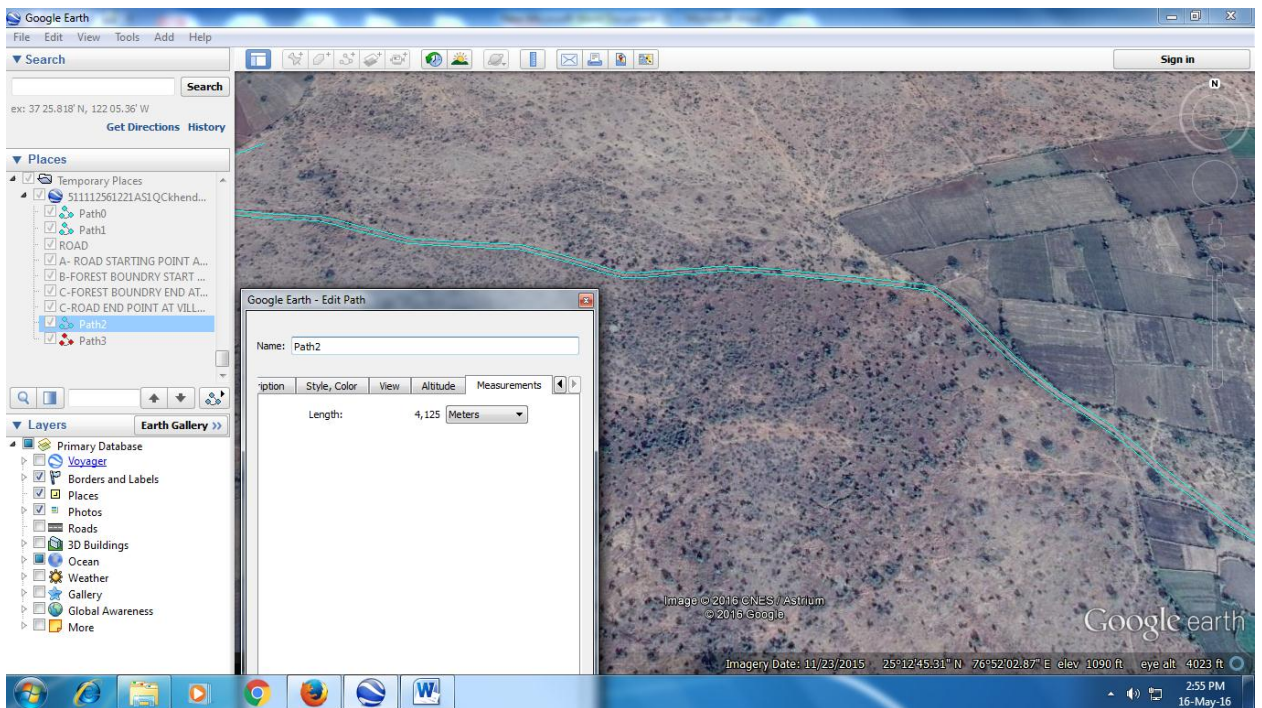 Google Earth
File Edit View Tools Add Help
▼ Search
Search
ex: 37 25.818' N, 122 05.36' W
Get Directions History
Sign in
N
▼ Places
Temporary Places
511112561221AS1QCkhend...
Path0
Path1
ROAD
A- ROAD STARTING POINT A...
B-FOREST BOUNDRY START ...
C-FOREST BOUNDRY END AT...
C-ROAD END POINT AT VILL...
Path2
Path3
▼ Layers
Earth Gallery >>
Primary Database
Voyager
Borders and Labels
Places
Photos
Roads
3D Buildings
Ocean
Weather
Gallery
Global Awareness
More
Google Earth - Edit Path
Name: Path2
iption Style, Color View Altitude Measurements
Length: 4,125 Meters
Image © 2016 CNES / Astrium
© 2016 Google
Google earth
Imagery Date: 11/23/2015 25°12'45.31" N 76°52'02.87" E elev 1090 ft eye alt 4023 ft
2:55 PM
16-May-16